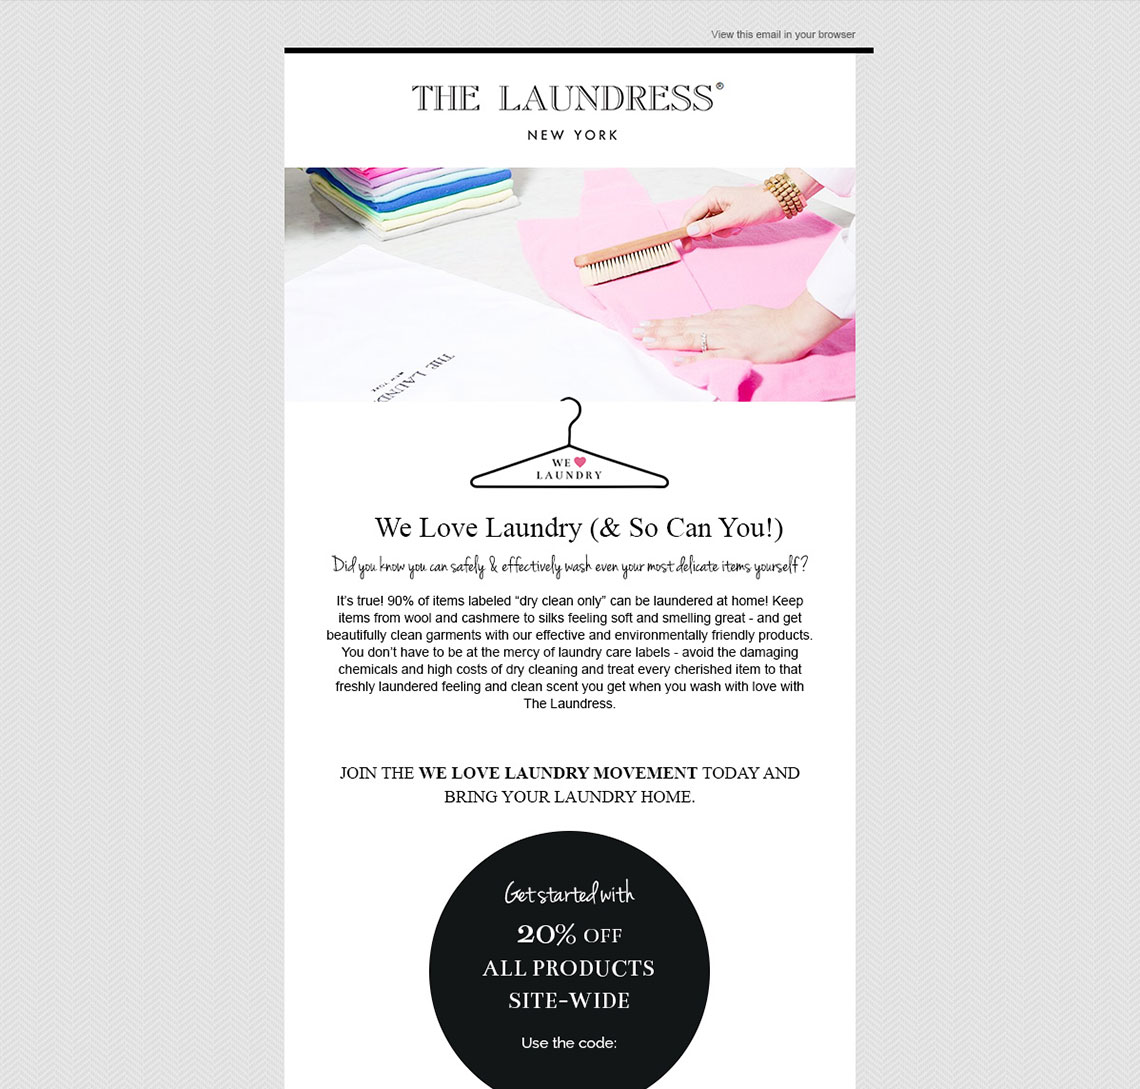 View this email in your browser
THE LAUNDRESS®
NEW YORK
THE LAUND
NEW YORK
WE
LAUNDRY
We Love Laundry (& So Can You!)
Did you know you can safely & effectively wash even your most delicate items yourself?
It's true! 90% of items labeled “dry clean only” can be laundered at home! Keep
items from wool and cashmere to silks feeling soft and smelling great - and get
beautifully clean garments with our effective and environmentally friendly products.
You don't have to be at the mercy of laundry care labels - avoid the damaging
chemicals and high costs of dry cleaning and treat every cherished item to that
freshly laundered feeling and clean scent you get when you wash with love with
The Laundress.
JOIN THE WE LOVE LAUNDRY MOVEMENT TODAY AND
BRING YOUR LAUNDRY HOME.
Get started with
20% OFF
ALL PRODUCTS
SITE-WIDE
Use the code: